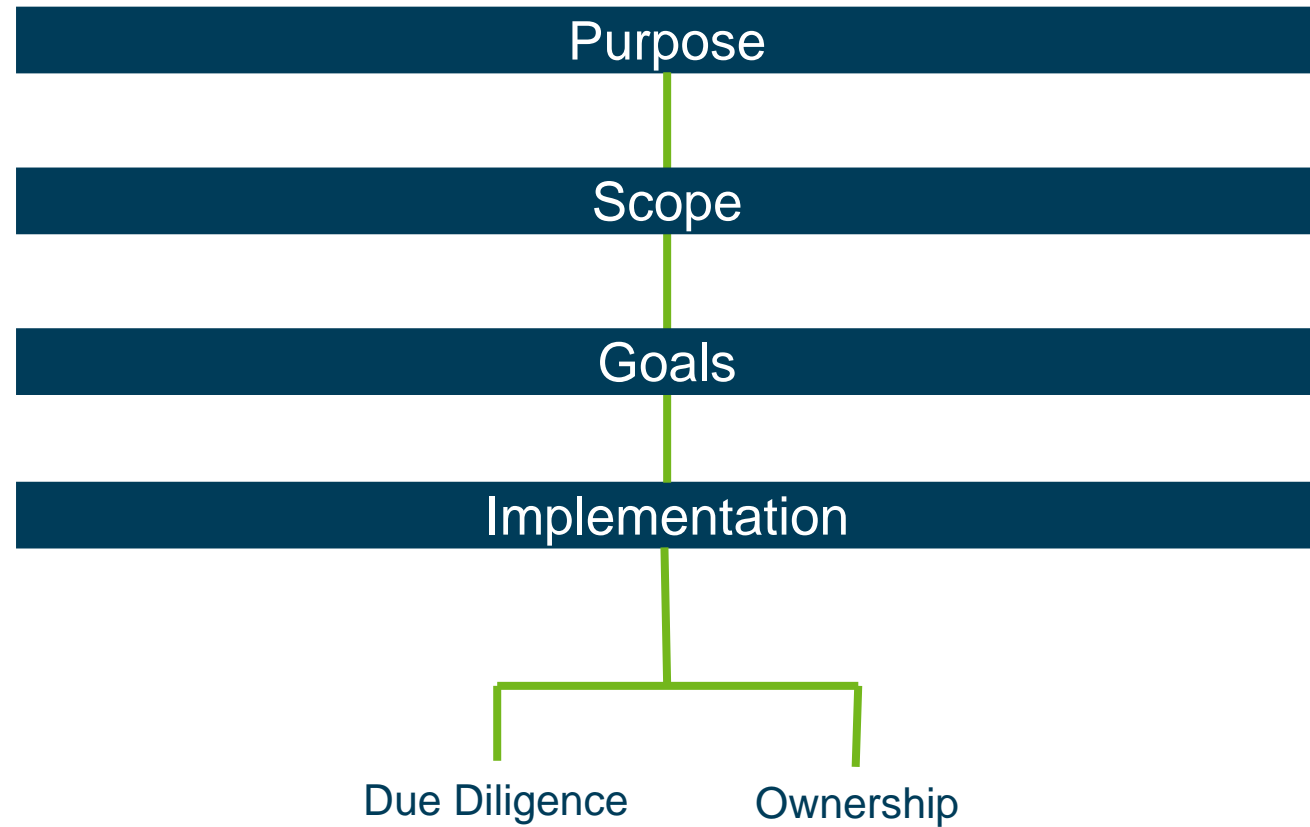 Purpose
Scope
Goals
Implementation
Due Diligence
Ownership